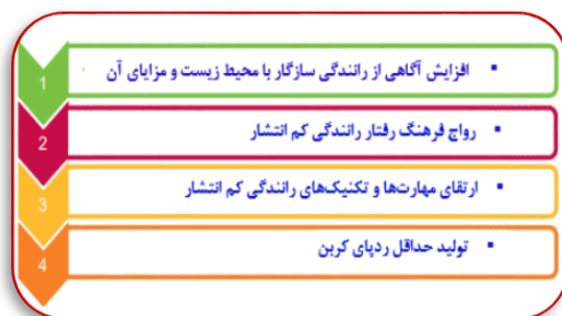 1 ▪ افزایش آگاهی از رانندگی سازگار با محیط زیست و مزایای آن
2 ▪ رواج فرهنگ رفتار رانندگی کم انتشار
3 ▪ ارتقای مهارت‌ها و تکنیک‌های رانندگی کم انتشار
4 ▪ تولید حداقل ردپای کربن